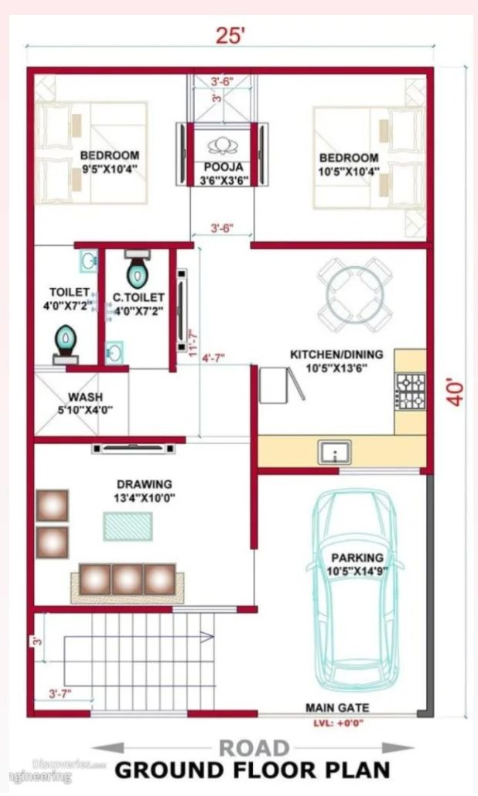 25'
3'-6"
3'
BEDROOM
9'5"X10'4"
POOJA
3'6"X3'6"
BEDROOM
10'5"X10'4"
3'-6"
TOILET
4'0"X7'2"
C.TOILET
4'0"X7'2"
11'-7"
4'-7"
KITCHEN/DINING
10'5"X13'6"
40'
WASH
5'10"X4'0"
DRAWING
13'4"X10'0"
PARKING
10'5"X14'9"
3'
3'-7"
MAIN GATE
LVL: +0'0"
ROAD
Discoveries
ngineering
GROUND FLOOR PLAN